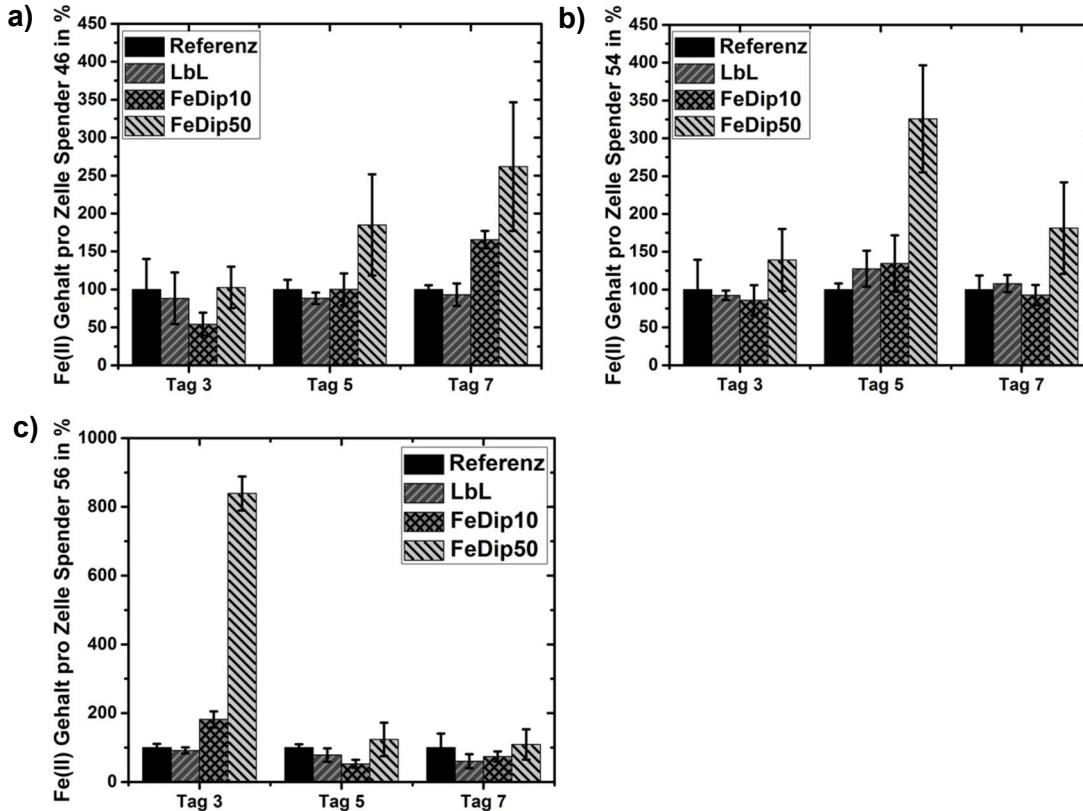 a)
Fe(II) Gehalt pro Zelle Spender 46 in %
450
400
350
300
250
200
150
100
50
0
Referenz
LbL
FeDip10
FeDip50
Tag 3 Tag 5 Tag 7
b)
Fe(II) Gehalt pro Zelle Spender 54 in %
450
400
350
300
250
200
150
100
50
0
Referenz
LbL
FeDip10
FeDip50
Tag 3 Tag 5 Tag 7
c)
Fe(II) Gehalt pro Zelle Spender 56 in %
1000
800
600
400
200
0
Referenz
LbL
FeDip10
FeDip50
Tag 3 Tag 5 Tag 7